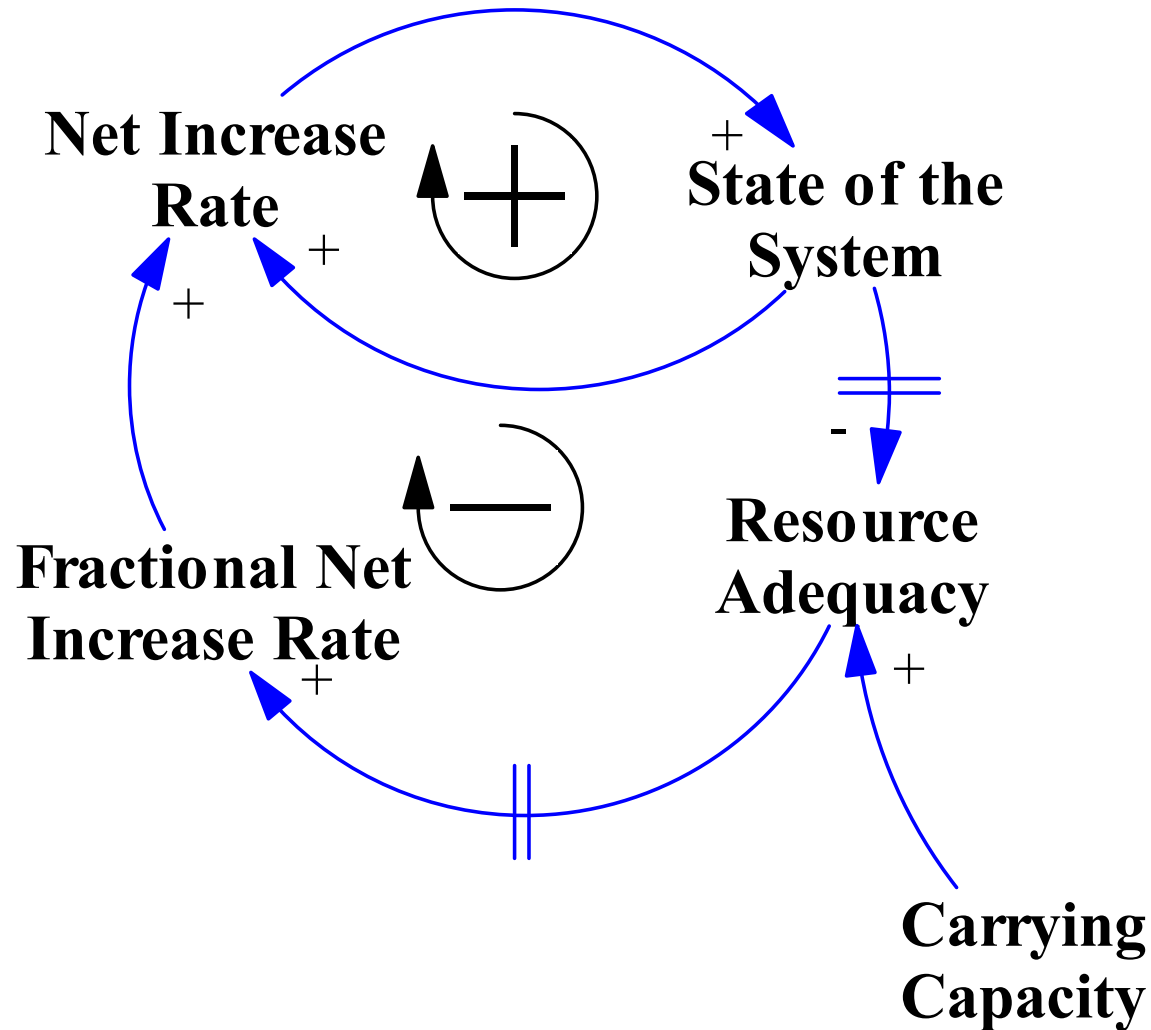 Net Increase
Rate
+
+
State of the
System
+
+
-
Resource
Adequacy
Fractional Net
Increase Rate
+
+
Carrying
Capacity
−